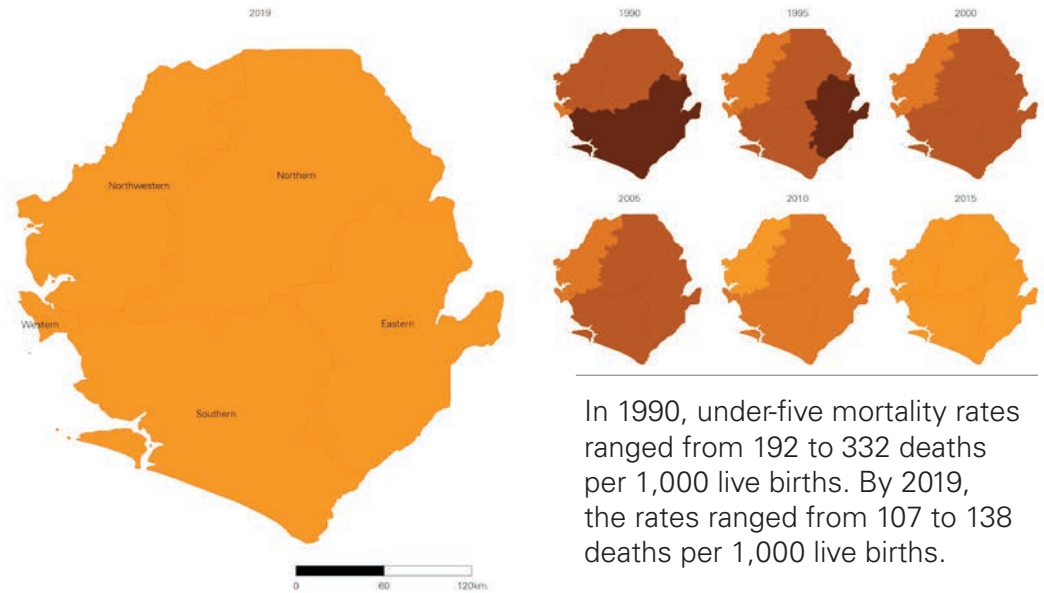 2019
Northwestern
Northern
Western
Eastern
Southern
0 60 120km
1990 1995 2000
2005 2010 2015
In 1990, under-five mortality rates
ranged from 192 to 332 deaths
per 1,000 live births. By 2019,
the rates ranged from 107 to 138
deaths per 1,000 live births.